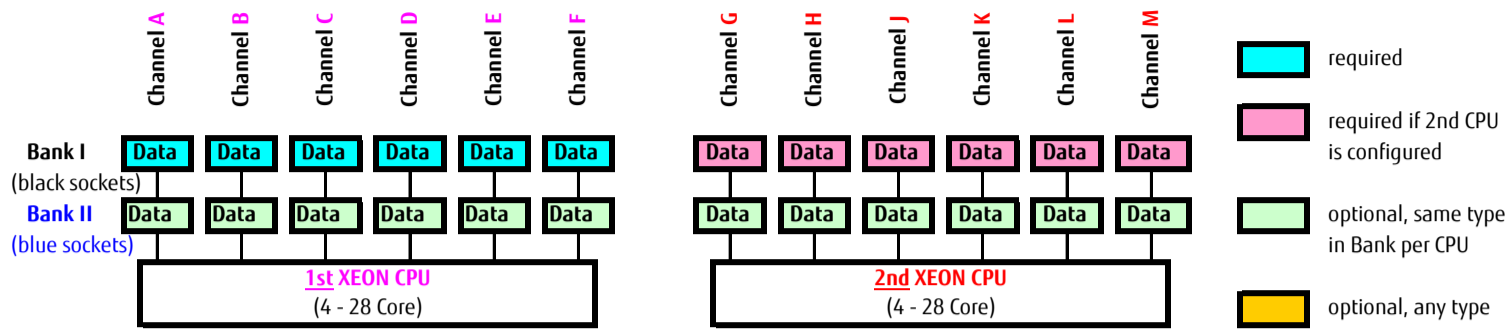 Channel A
Channel B
Channel C
Channel D
Channel E
Channel F
Channel G
Channel H
Channel J
Channel K
Channel L
Channel M
required
required if 2nd CPU
is configured
Bank I
(black sockets)
Data Data Data Data Data Data Data Data Data Data Data Data
Bank II
(blue sockets)
Data Data Data Data Data Data Data Data Data Data Data Data
optional, same type
in Bank per CPU
1st XEON CPU
(4 - 28 Core)
2nd XEON CPU
(4 - 28 Core)
optional, any type